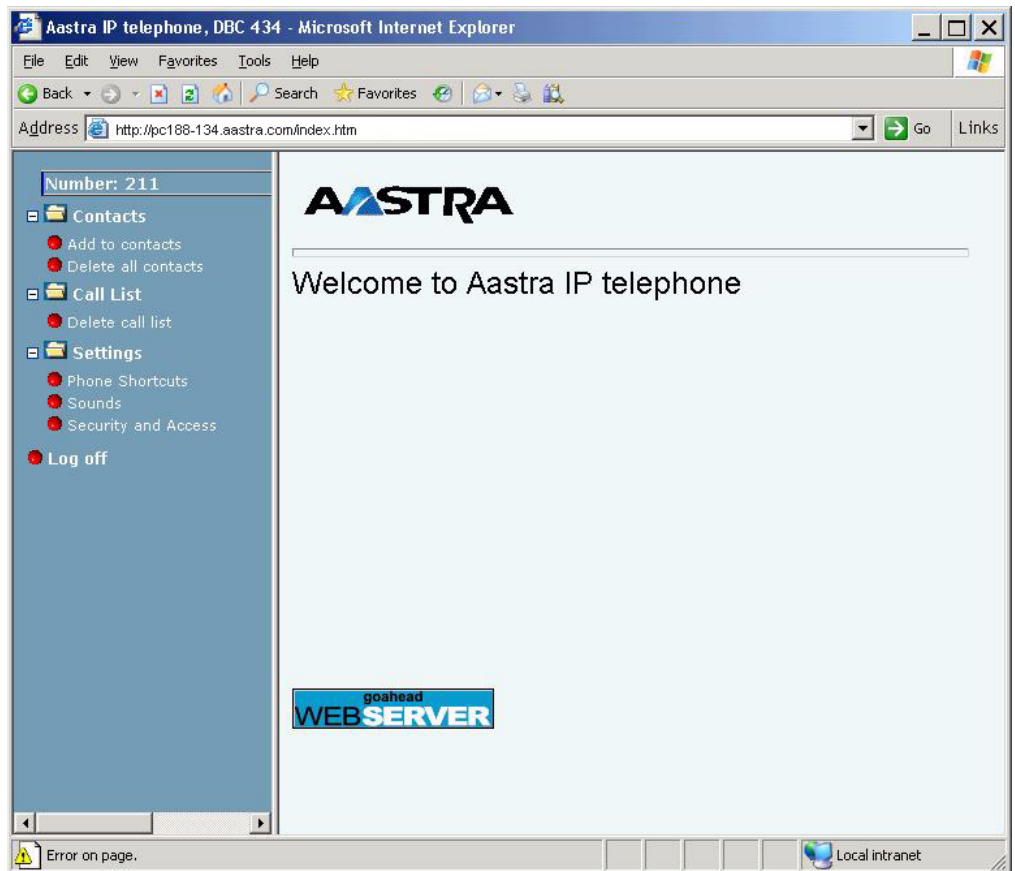 Aastra IP telephone, DBC 434 - Microsoft Internet Explorer
File Edit View Favorites Tools Help
Back Search Favorites
Address http://pc188-134.aastra.com/index.htm Go Links
Number: 211
Contacts
Add to contacts
Delete all contacts
Call List
Delete call list
Settings
Phone Shortcuts
Sounds
Security and Access
Log off
AASTRA
Welcome to Aastra IP telephone
goahead
WEBSERVER
Error on page.
Local intranet